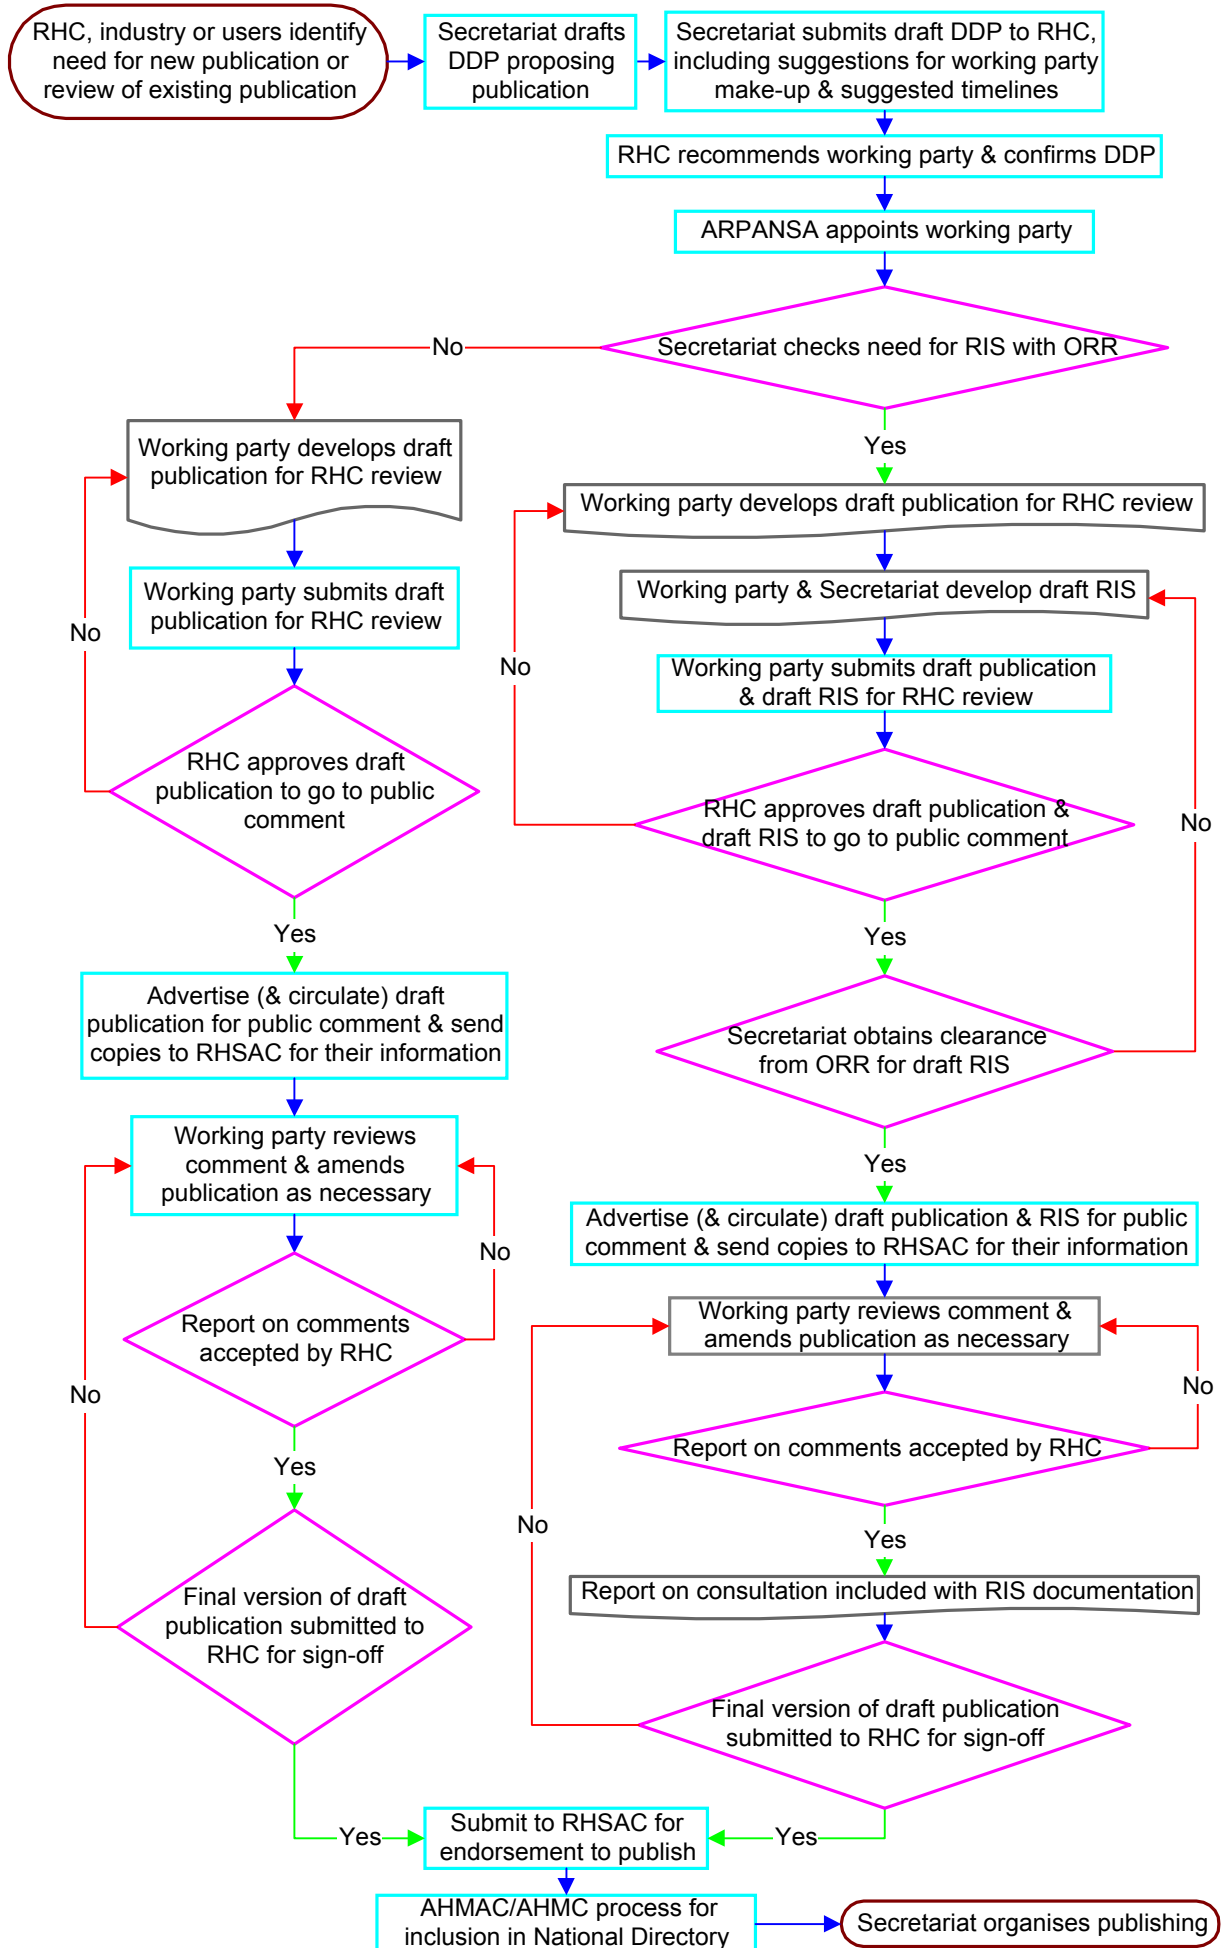 RHC, industry or users identify
need for new publication or
review of existing publication
Secretariat drafts
DDP proposing
publication
Secretariat submits draft DDP to RHC,
including suggestions for working party
make-up & suggested timelines
RHC recommends working party & confirms DDP
ARPANSA appoints working party
Secretariat checks need for RIS with ORR
No
Yes
Working party develops draft
publication for RHC review
Working party submits draft
publication for RHC review
No
RHC approves draft
publication to go to public
comment
Yes
Advertise (& circulate) draft
publication for public comment & send
copies to RHSAC for their information
Working party reviews
comment & amends
publication as necessary
No
Report on comments
accepted by RHC
No
Yes
Final version of draft
publication submitted to
RHC for sign-off
Yes
Working party develops draft publication for RHC review
Working party & Secretariat develop draft RIS
Working party submits draft publication
& draft RIS for RHC review
No
RHC approves draft publication &
draft RIS to go to public comment
No
Yes
Secretariat obtains clearance
from ORR for draft RIS
Yes
Advertise (& circulate) draft publication & RIS for public
comment & send copies to RHSAC for their information
Working party reviews comment &
amends publication as necessary
No
Report on comments accepted by RHC
No
Yes
Report on consultation included with RIS documentation
Final version of draft publication
submitted to RHC for sign-off
Yes
Submit to RHSAC for
endorsement to publish
AHMAC/AHMC process for
inclusion in National Directory
Secretariat organises publishing